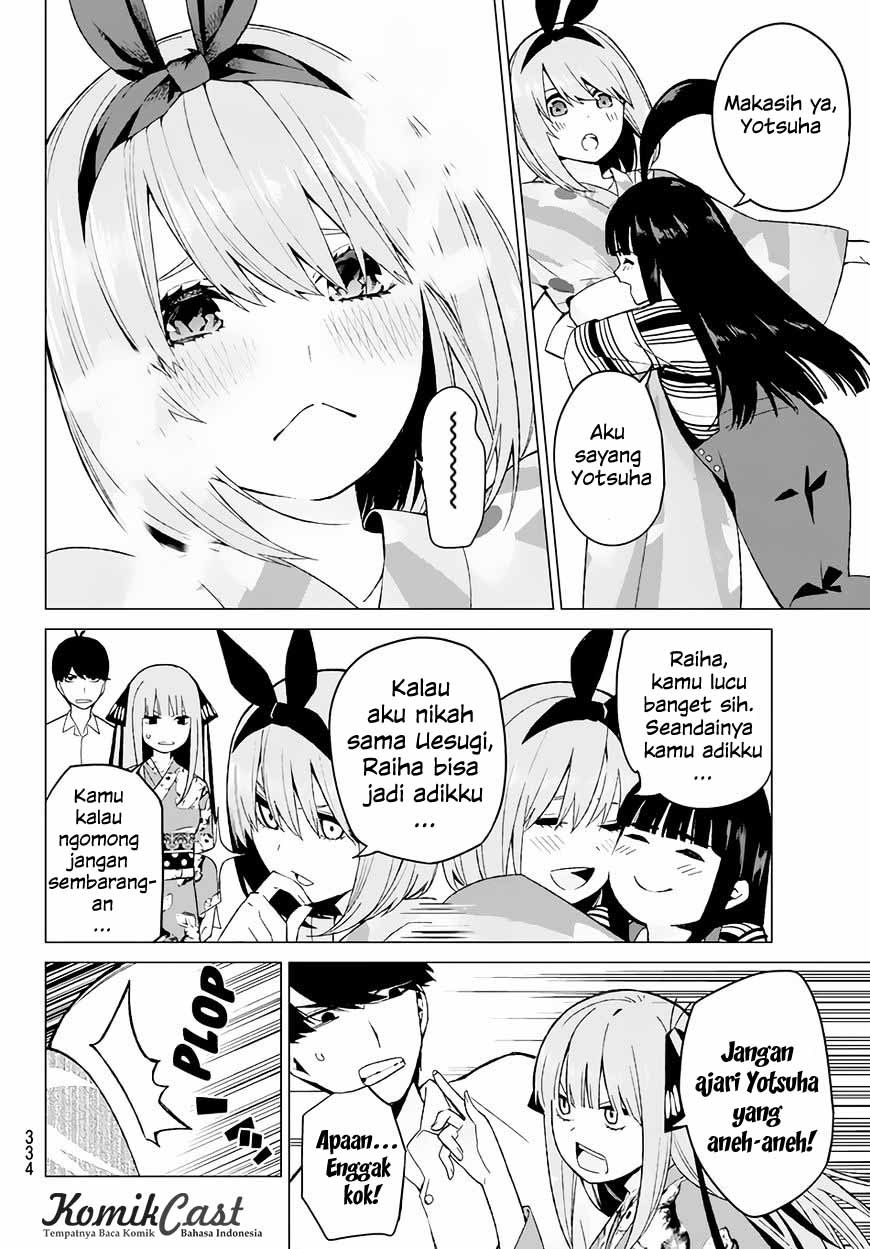 Makasih ya,
Yotsuha
Aku
sayang
Yotsuha
Raiha,
kamu lucu
banget sih.
Seandainya
kamu adikku
...
Kalau
aku nikah
sama Uesugi,
Raiha bisa
jadi adikku
...
Kamu
kalau
ngomong
jangan
sembarang-
an
...
Jangan
ajari Yotsuha
yang
aneh-aneh!
Apaan...
Enggak
kok!
PLOP
334
KomikCast
Tempatnya Baca Komik Bahasa Indonesia